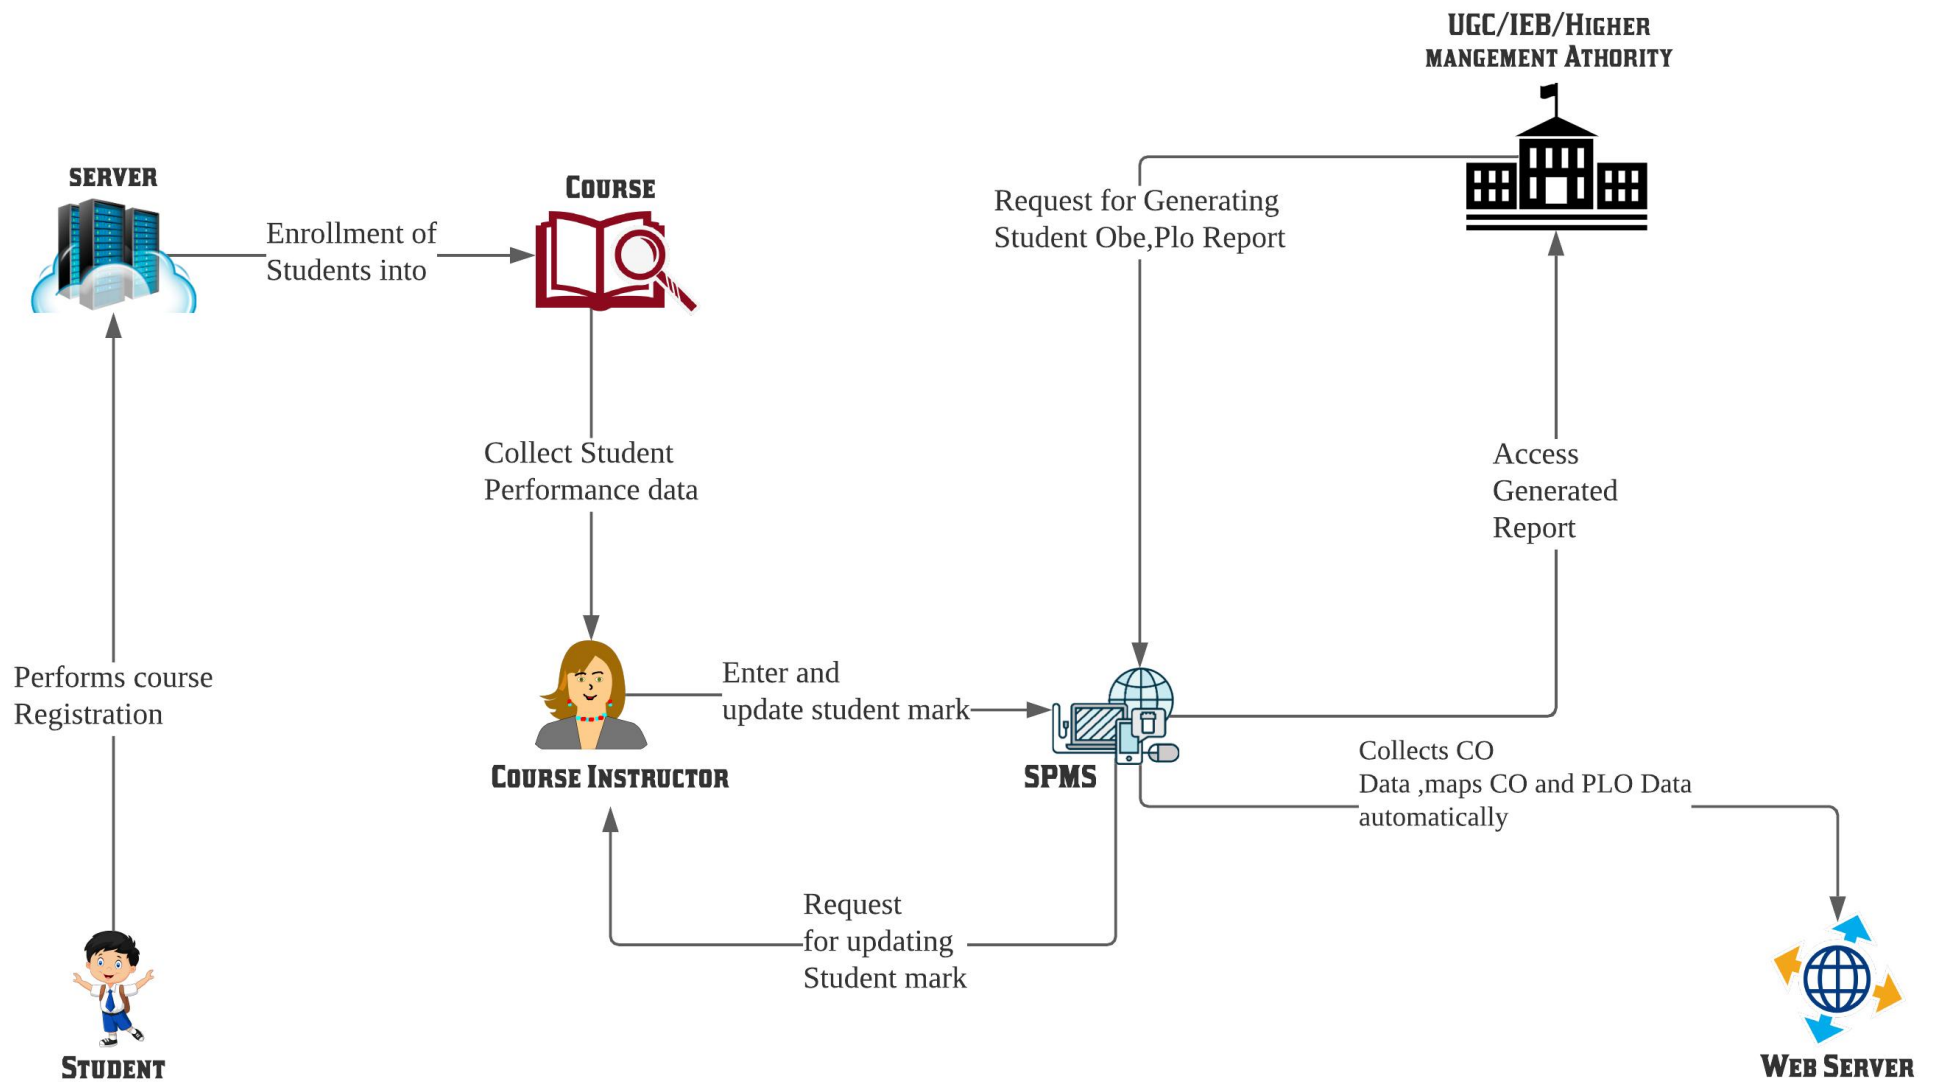 UGC/IEB/Higher
mangement Athority
server
Course
Request for Generating
Student Obe,Plo Report
Enrollment of
Students into
Collect Student
Performance data
Access
Generated
Report
Performs course
Registration
Enter and
update student mark
Course Instructor
SPMS
Collects CO
Data ,maps CO and PLO Data
automatically
Request
for updating
Student mark
Student
Web Server